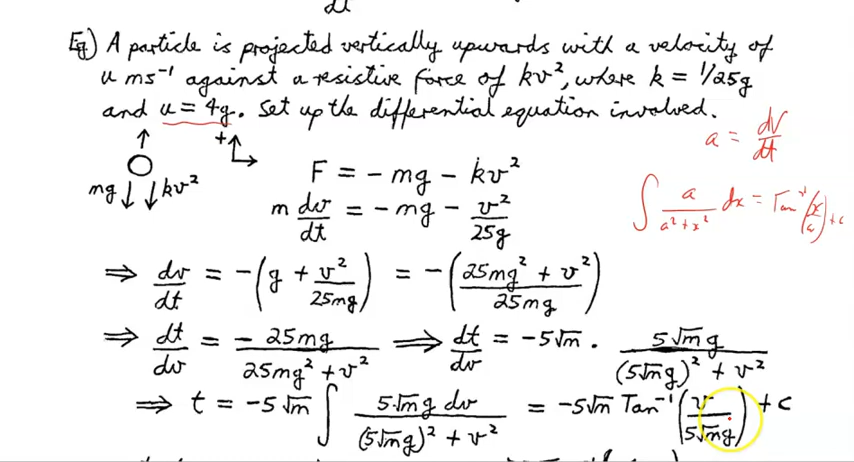 dt
Eg) A particle is projected vertically upwards with a velocity of
u ms⁻¹ against a resistive force of kv², where k = 1/25g
and u = 4g. Set up the differential equation involved.
a = dv/dt
+
mg kv²
F = - mg - kv²
∫ a/(a² + x²) dx = Tan⁻¹(x/a) + c
m dv/dt = - mg - v²/25g
⇒ dv/dt = -(g + v²/25mg) = -((25mg² + v²)/25mg)
⇒ dt/dv = -25mg/(25mg² + v²) ⇒ dt/dv = -5√m · 5√m g/((5√m g)² + v²)
⇒ t = -5√m ∫ 5√m g dv/((5√m g)² + v²) = -5√m Tan⁻¹(v/5√m g) + c